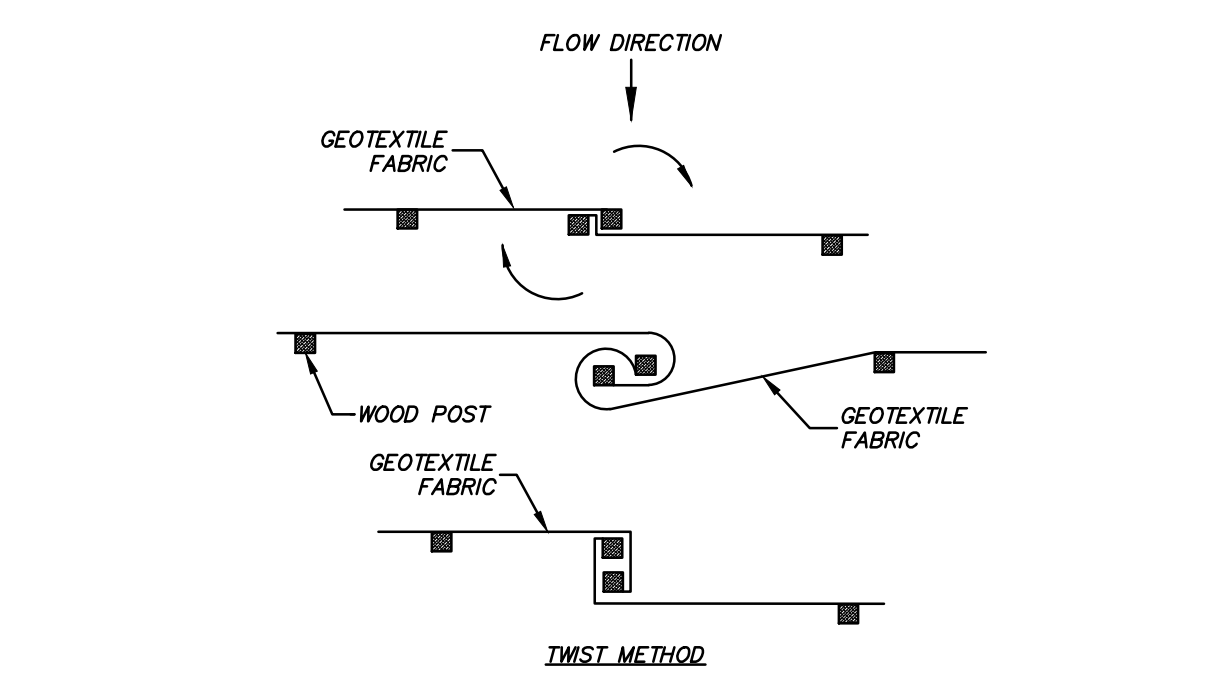 FLOW DIRECTION
GEOTEXTILE
FABRIC
WOOD POST
GEOTEXTILE
FABRIC
GEOTEXTILE
FABRIC
TWIST METHOD